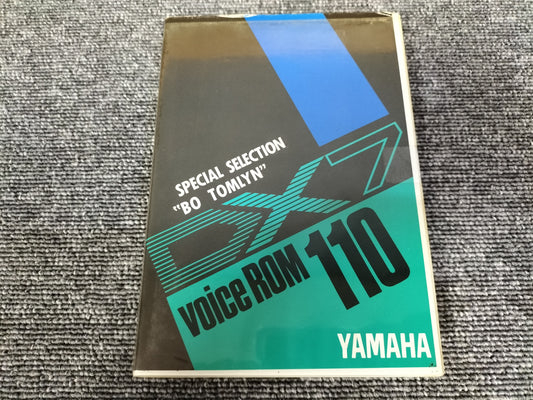 SPECIAL SELECTION
"BO TOMLYN"
DX7
voice ROM 110
YAMAHA